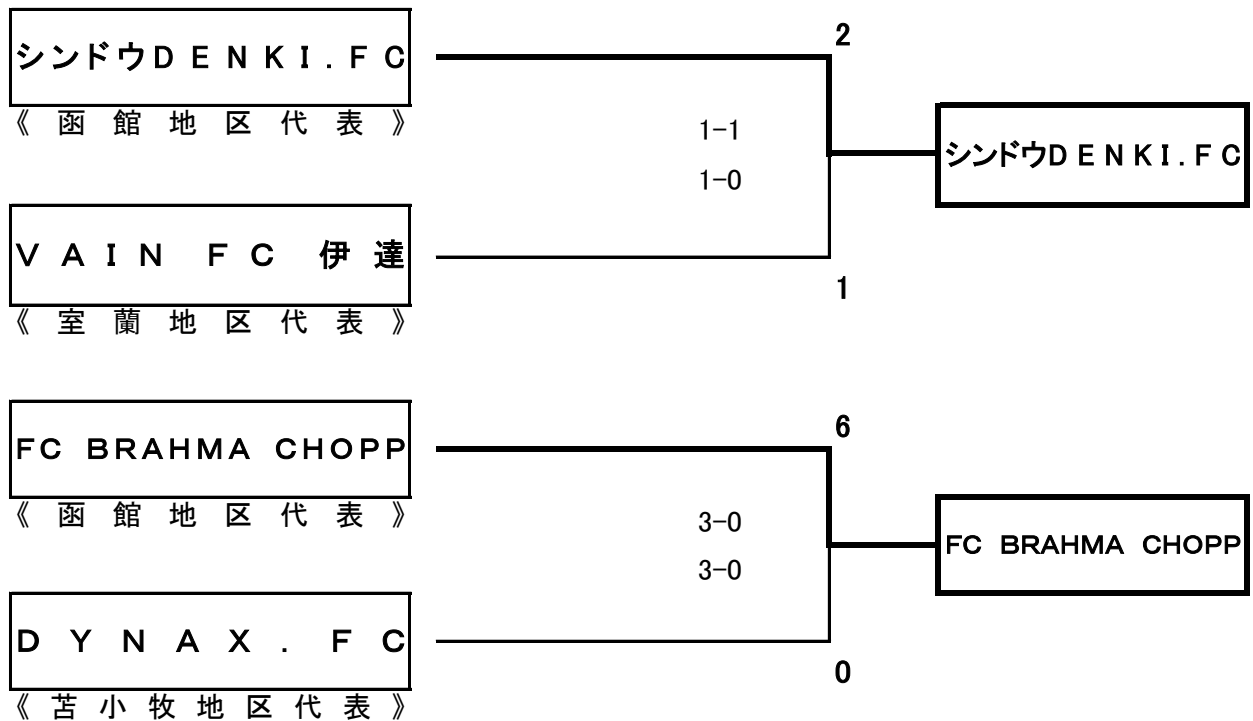 シンドウDENKI.FC
《函館地区代表》
2
1-1
1-0
シンドウDENKI.FC
VAIN FC 伊達
《室蘭地区代表》
1
FC BRAHMA CHOPP
《函館地区代表》
6
3-0
3-0
FC BRAHMA CHOPP
DYNAX.FC
《苫小牧地区代表》
0